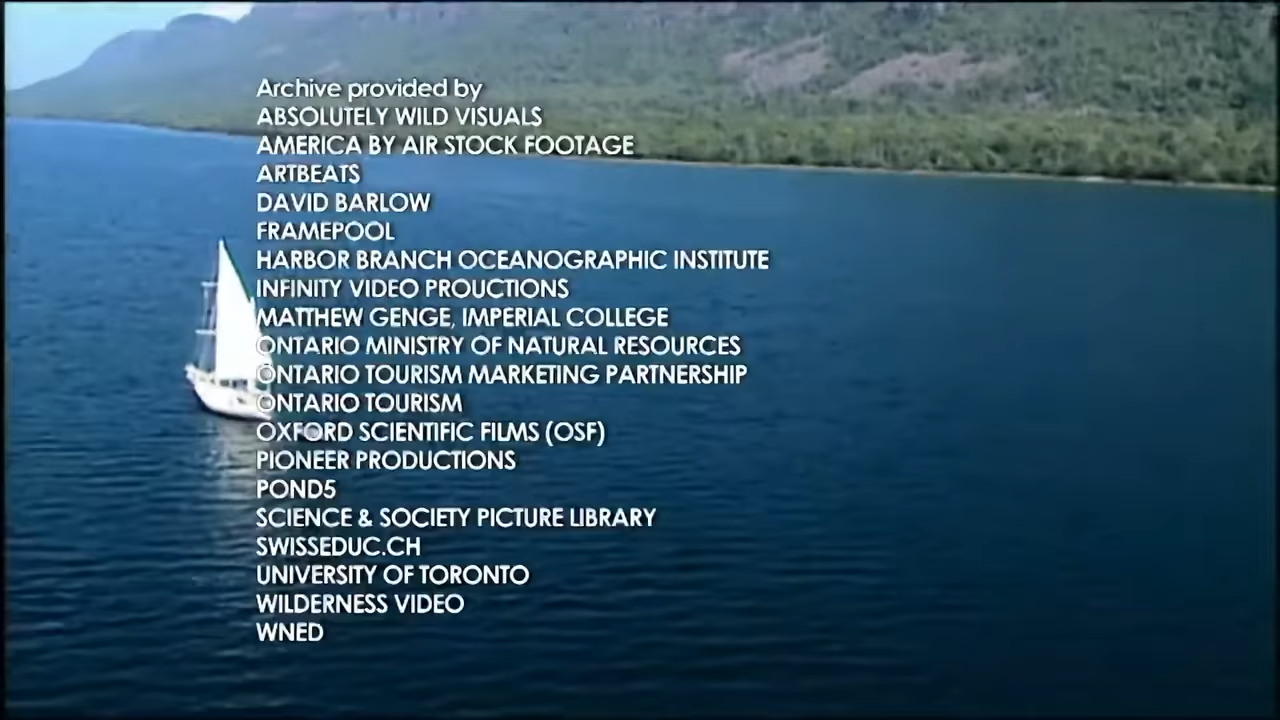 Archive provided by
ABSOLUTELY WILD VISUALS
AMERICA BY AIR STOCK FOOTAGE
ARTBEATS
DAVID BARLOW
FRAMEPOOL
HARBOR BRANCH OCEANOGRAPHIC INSTITUTE
INFINITY VIDEO PROUCTIONS
MATTHEW GENGE, IMPERIAL COLLEGE
ONTARIO MINISTRY OF NATURAL RESOURCES
ONTARIO TOURISM MARKETING PARTNERSHIP
ONTARIO TOURISM
OXFORD SCIENTIFIC FILMS (OSF)
PIONEER PRODUCTIONS
POND5
SCIENCE & SOCIETY PICTURE LIBRARY
SWISSEDUC.CH
UNIVERSITY OF TORONTO
WILDERNESS VIDEO
WNED